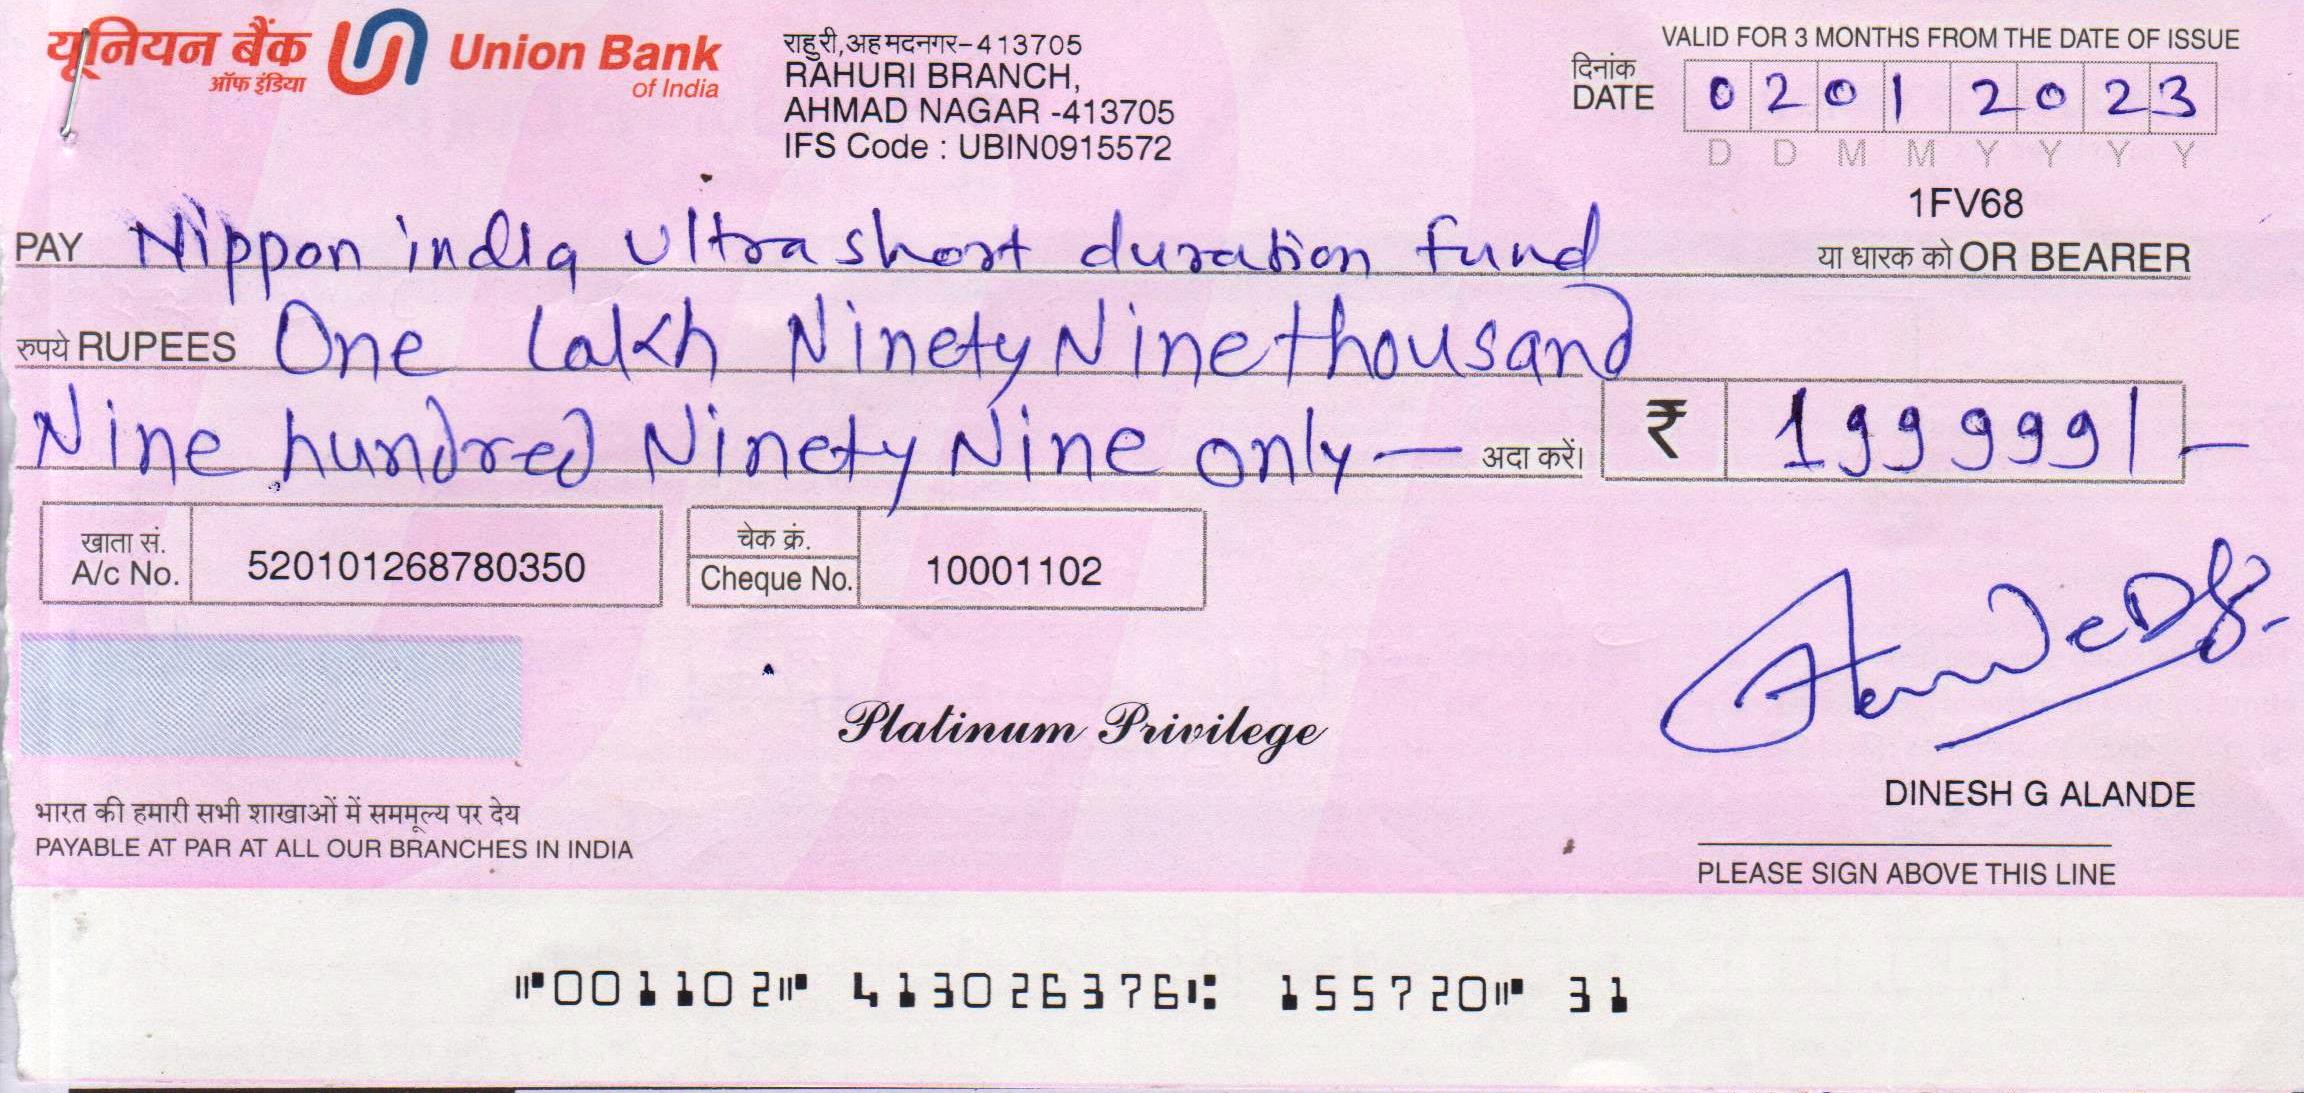 यूनियन बैंक
ऑफ इंडिया
Union Bank
of India
राहुरी,अहमदनगर-413705
RAHURI BRANCH,
AHMAD NAGAR -413705
IFS Code : UBIN0915572
VALID FOR 3 MONTHS FROM THE DATE OF ISSUE
दिनांक
DATE 0 2 0 1 2 0 2 3
D D M M Y Y Y Y
1FV68
PAY Nippon india Ultra short duration fund या धारक को OR BEARER
रुपये RUPEES One Lakh Ninety Nine thousand
Nine hundred Ninety Nine only — अदा करें। ₹ 199999/-
खाता सं.
A/c No. 520101268780350
चेक क्रं.
Cheque No. 10001102
Platinum Privilege
DINESH G ALANDE
भारत की हमारी सभी शाखाओं में सममूल्य पर देय
PAYABLE AT PAR AT ALL OUR BRANCHES IN INDIA
PLEASE SIGN ABOVE THIS LINE
⑈001102⑈ 413026376⑆ 155720⑈ 31